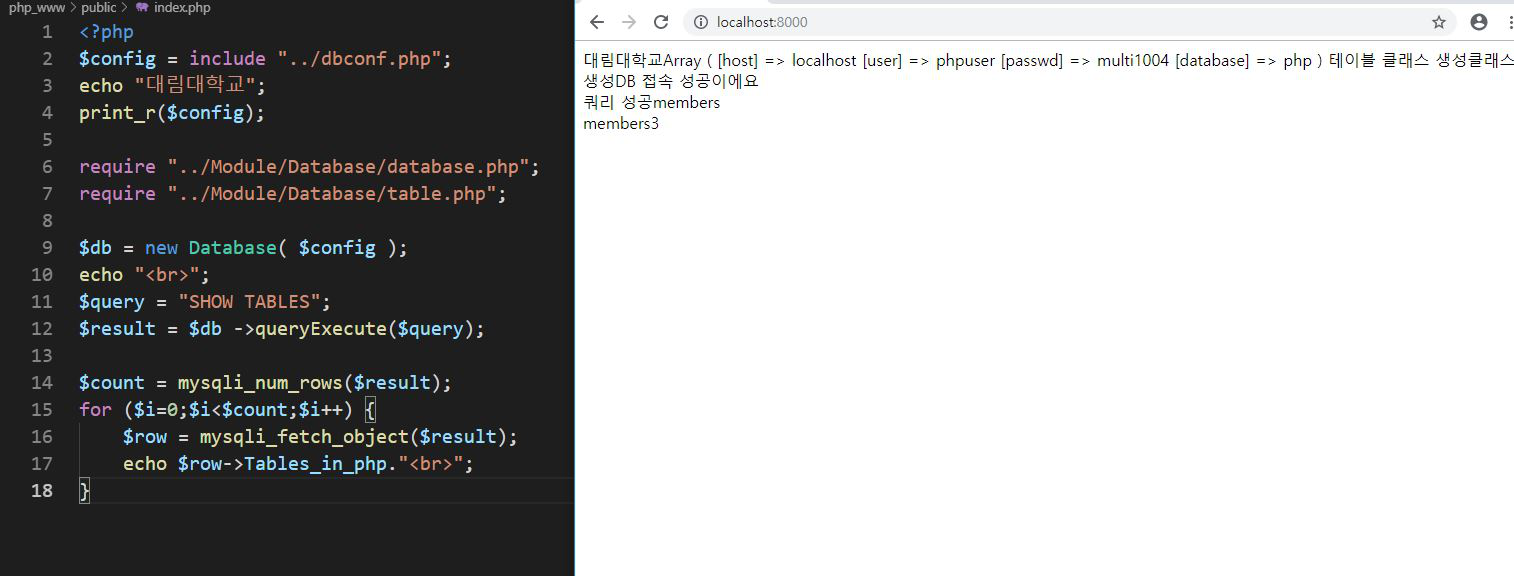 php_www > public > index.php
1 <?php
2 $config = include "../dbconf.php";
3 echo "대림대학교";
4 print_r($config);
5
6 require "../Module/Database/database.php";
7 require "../Module/Database/table.php";
8
9 $db = new Database( $config );
10 echo "<br>";
11 $query = "SHOW TABLES";
12 $result = $db ->queryExecute($query);
13
14 $count = mysqli_num_rows($result);
15 for ($i=0;$i<$count;$i++) {
16     $row = mysqli_fetch_object($result);
17     echo $row->Tables_in_php."<br>";
18 }
localhost:8000
대림대학교Array ( [host] => localhost [user] => phpuser [passwd] => multi1004 [database] => php ) 테이블 클래스 생성클래스
생성DB 접속 성공이에요
쿼리 성공members
members3